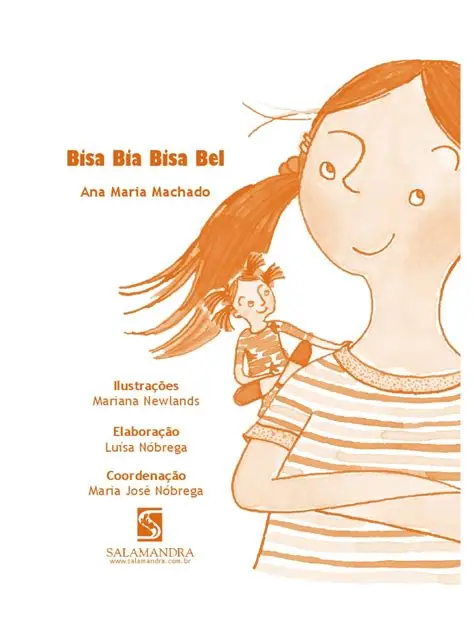 Bisa Bia Bisa Bel
Ana Maria Machado
Ilustrações
Mariana Newlands
Elaboração
Luísa Nóbrega
Coordenação
Maria José Nóbrega
SALAMANDRA
www.salamandra.com.br